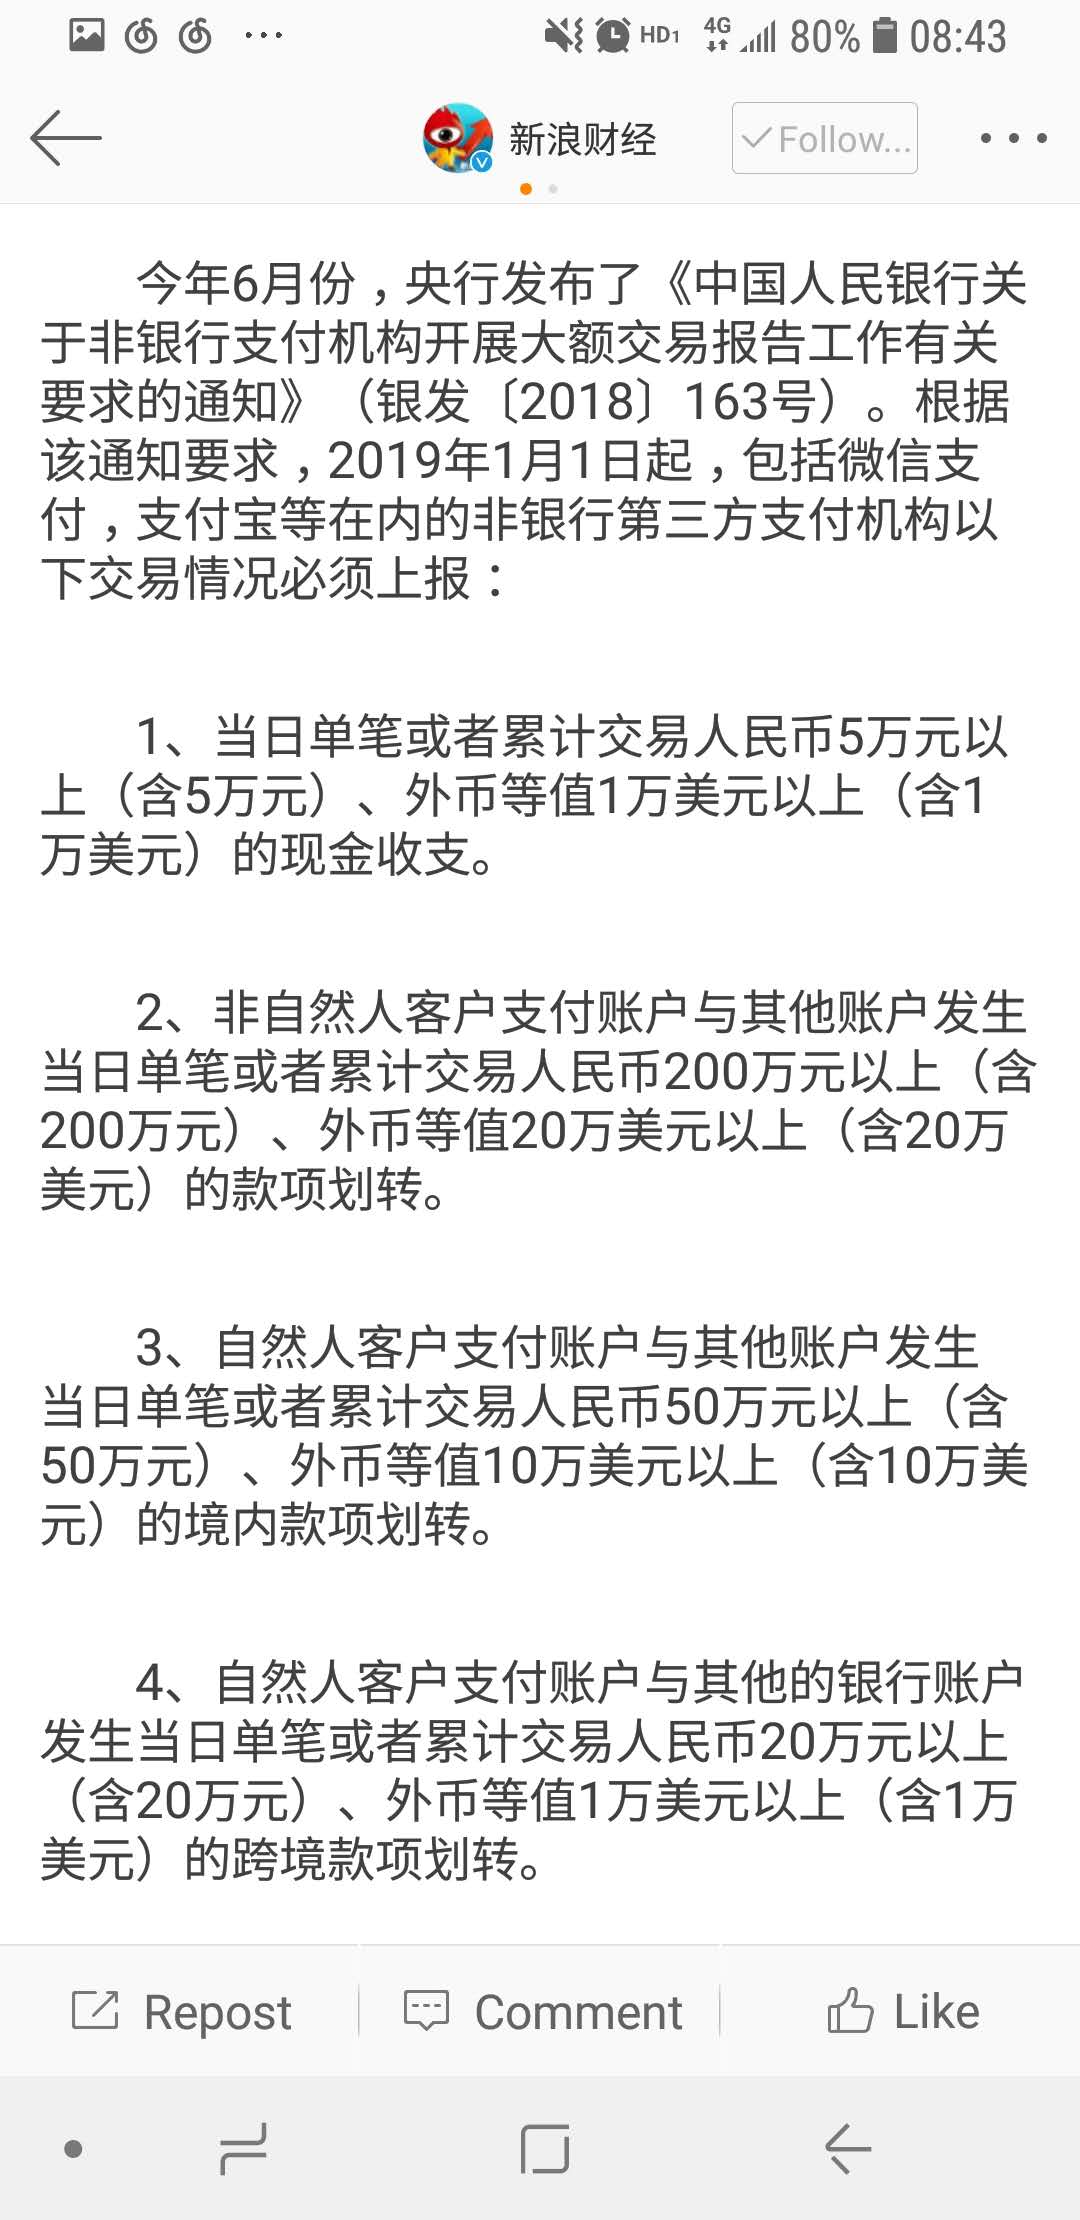 HD1 4G 80% 08:43
新浪财经 Follow...
今年6月份，央行发布了《中国人民银行关
于非银行支付机构开展大额交易报告工作有关
要求的通知》（银发〔2018〕163号）。根据
该通知要求，2019年1月1日起，包括微信支
付，支付宝等在内的非银行第三方支付机构以
下交易情况必须上报：
1、当日单笔或者累计交易人民币5万元以
上（含5万元）、外币等值1万美元以上（含1
万美元）的现金收支。
2、非自然人客户支付账户与其他账户发生
当日单笔或者累计交易人民币200万元以上（含
200万元）、外币等值20万美元以上（含20万
美元）的款项划转。
3、自然人客户支付账户与其他账户发生
当日单笔或者累计交易人民币50万元以上（含
50万元）、外币等值10万美元以上（含10万美
元）的境内款项划转。
4、自然人客户支付账户与其他的银行账户
发生当日单笔或者累计交易人民币20万元以上
（含20万元）、外币等值1万美元以上（含1万
美元）的跨境款项划转。
Repost Comment Like